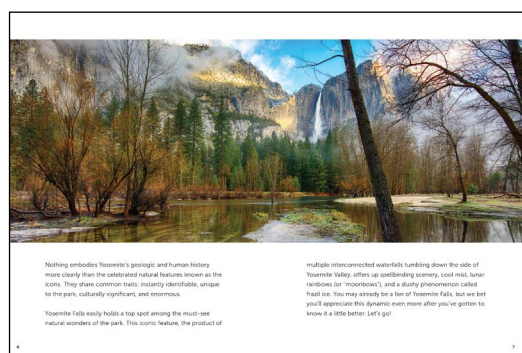 Nothing embodies Yosemite's geologic and human history
more clearly than the celebrated natural features known as the
icons. They share common traits: instantly identifiable, unique
to the park, culturally significant, and enormous.
Yosemite Falls easily holds a top spot among the must-see
natural wonders of the park. This iconic feature, the product of
multiple interconnected waterfalls tumbling down the side of
Yosemite Valley, offers up spellbinding scenery, cool mist, lunar
rainbows (or "moonbows"), and a slushy phenomenon called
frazil ice. You may already be a fan of Yosemite Falls, but we bet
you'll appreciate this dynamic even more after you've gotten to
know it a little better. Let's go!
6
7